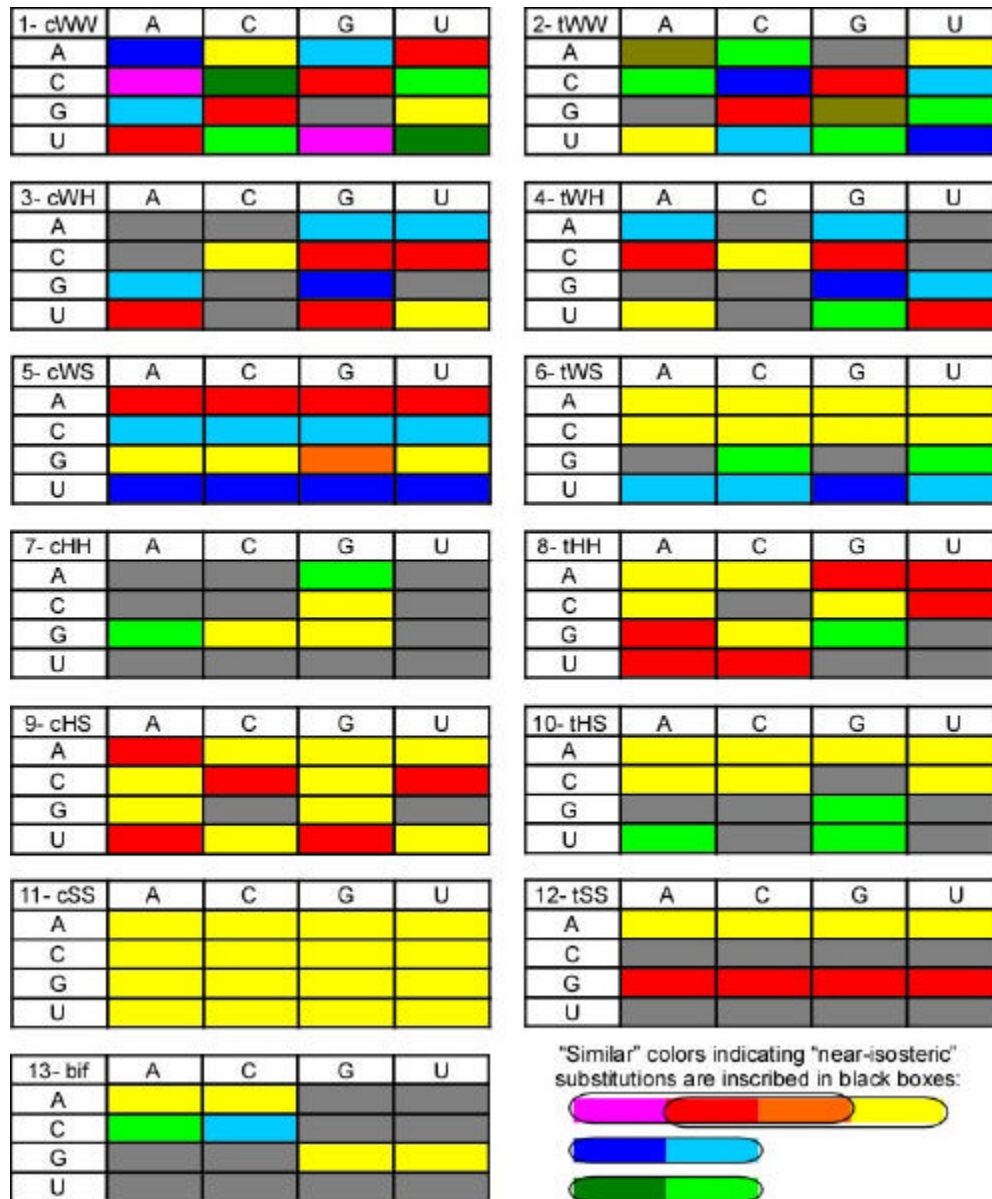 1- cWW A C G U
A
C
G
U
2- tWW A C G U
A
C
G
U
3- cWH A C G U
A
C
G
U
4- tWH A C G U
A
C
G
U
5- cWS A C G U
A
C
G
U
6- tWS A C G U
A
C
G
U
7- cHH A C G U
A
C
G
U
8- tHH A C G U
A
C
G
U
9- cHS A C G U
A
C
G
U
10- tHS A C G U
A
C
G
U
11- cSS A C G U
A
C
G
U
12- tSS A C G U
A
C
G
U
13- bif A C G U
A
C
G
U
"Similar" colors indicating "near-isosteric"
substitutions are inscribed in black boxes: